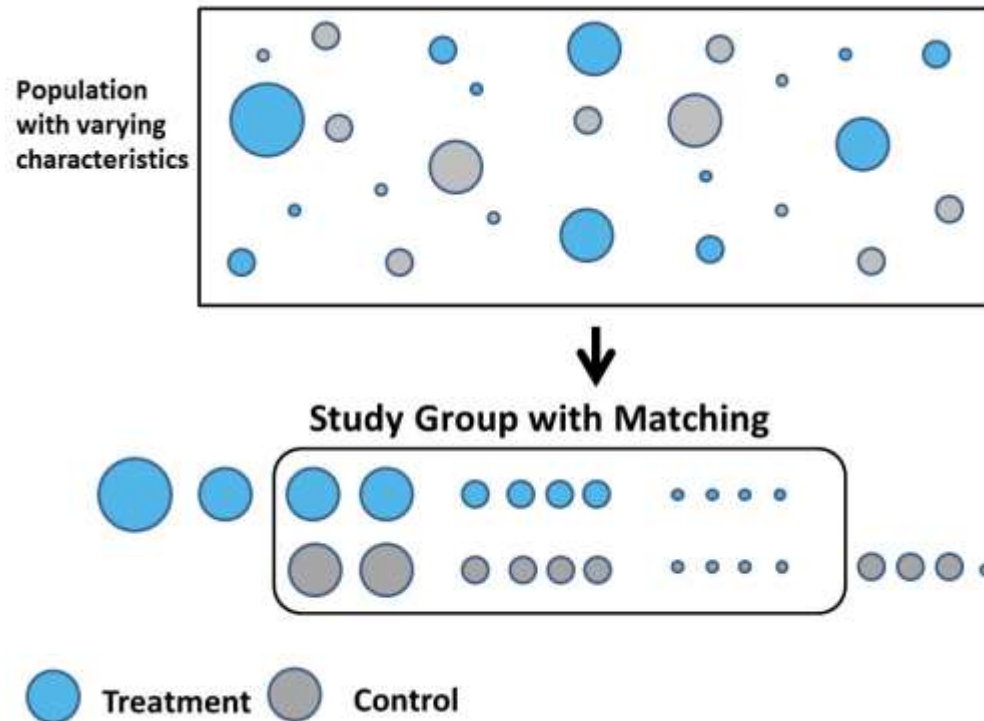 Population
with varying
characteristics
Study Group with Matching
Treatment
Control